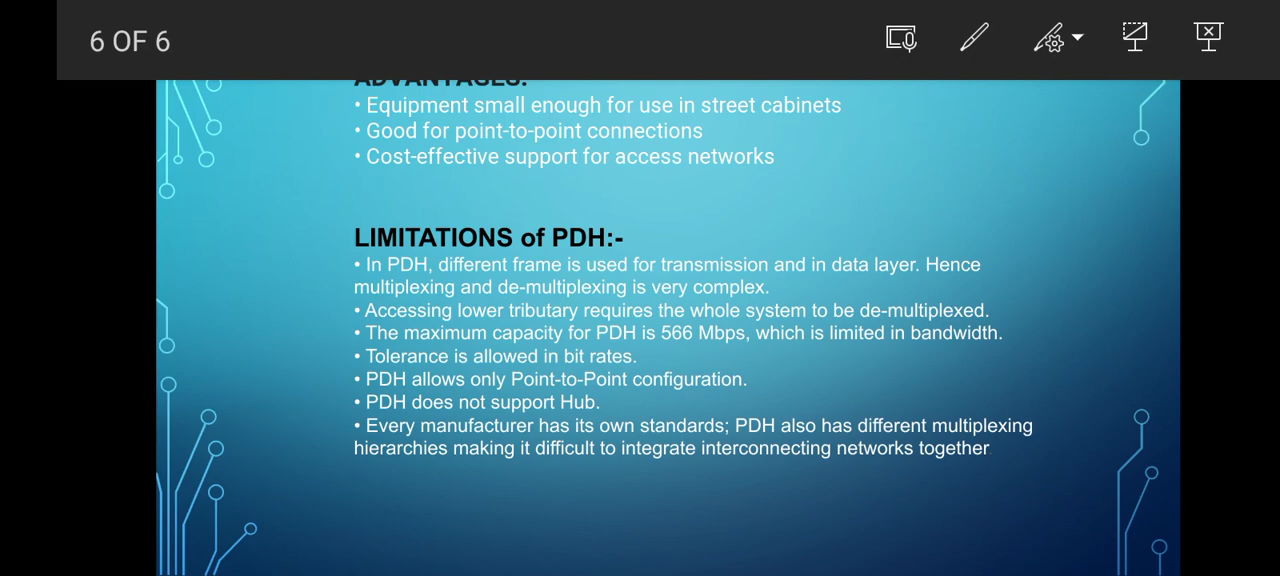 6 OF 6
ADVANTAGES:
• Equipment small enough for use in street cabinets
• Good for point-to-point connections
• Cost-effective support for access networks
LIMITATIONS of PDH:-
• In PDH, different frame is used for transmission and in data layer. Hence
multiplexing and de-multiplexing is very complex.
• Accessing lower tributary requires the whole system to be de-multiplexed.
• The maximum capacity for PDH is 566 Mbps, which is limited in bandwidth.
• Tolerance is allowed in bit rates.
• PDH allows only Point-to-Point configuration.
• PDH does not support Hub.
• Every manufacturer has its own standards; PDH also has different multiplexing
hierarchies making it difficult to integrate interconnecting networks together